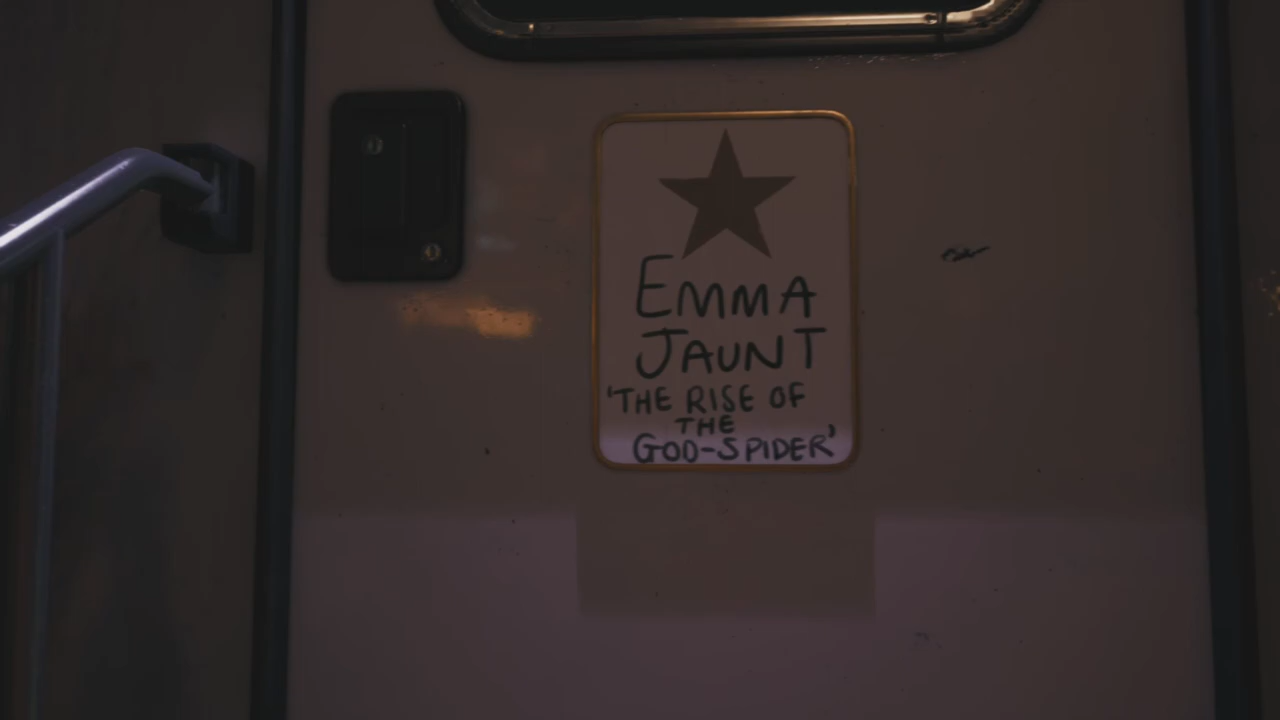 EMMA
JAUNT
'THE RISE OF
THE
GOD-SPIDER'